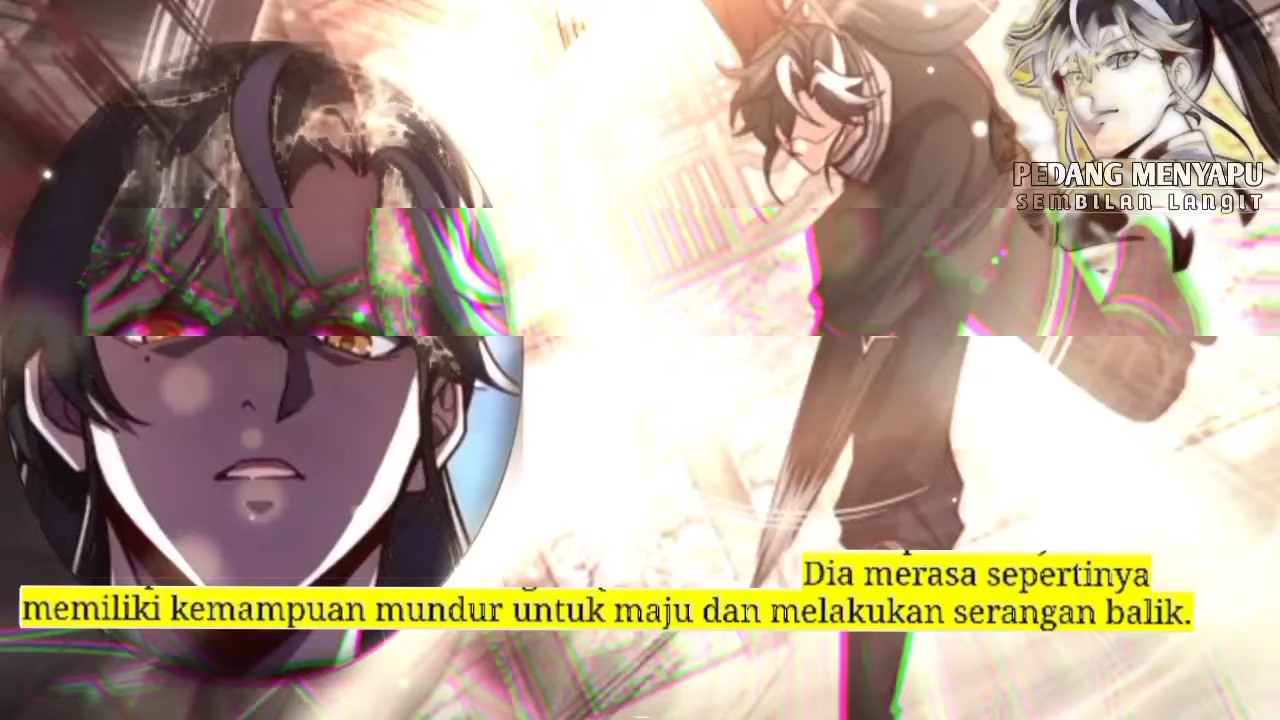 PEDANG MENYAPU
SEMBILAN LANGIT
Dia merasa sepertinya
memiliki kemampuan mundur untuk maju dan melakukan serangan balik.